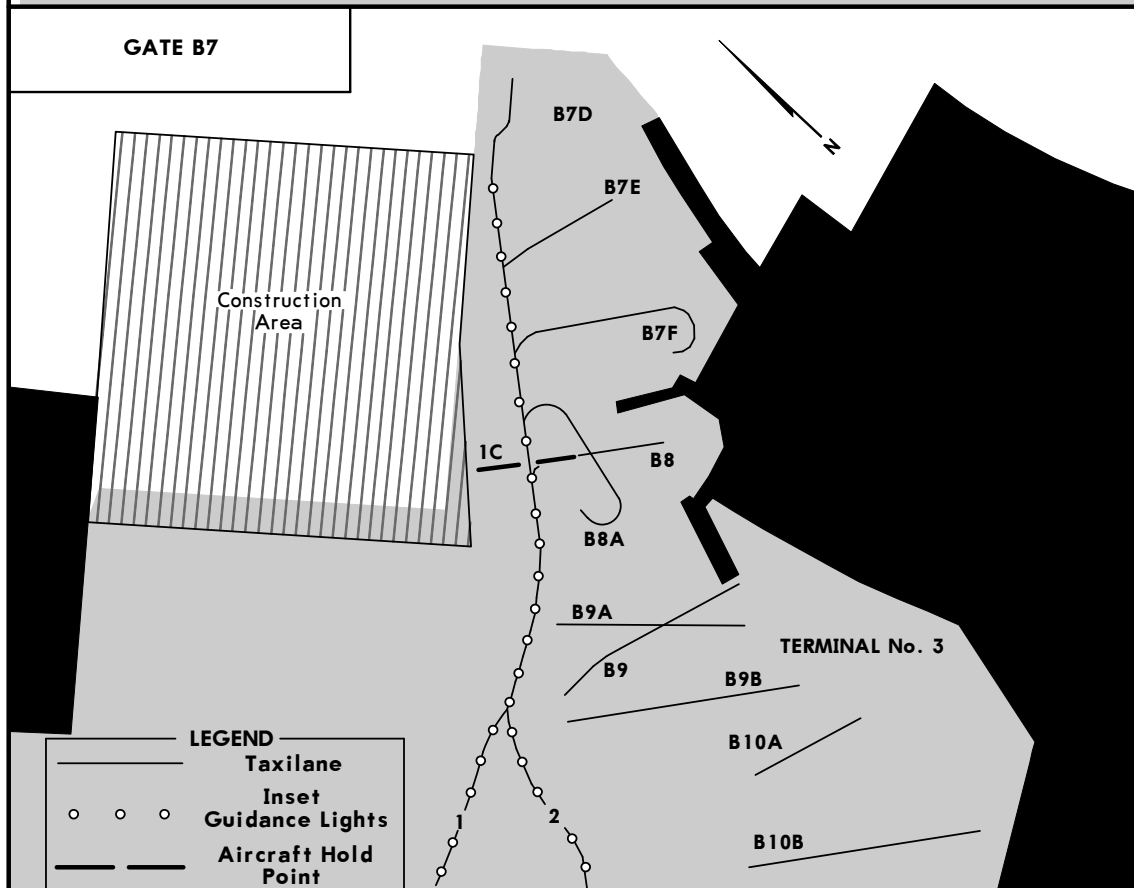 GATE B7
B7D
N
B7E
Construction
Area
B7F
1C
B8
B8A
B9A
TERMINAL No. 3
B9
B9B
LEGEND
B10A
Taxilane
Inset
Guidance Lights
1
2
B10B
Aircraft Hold
Point